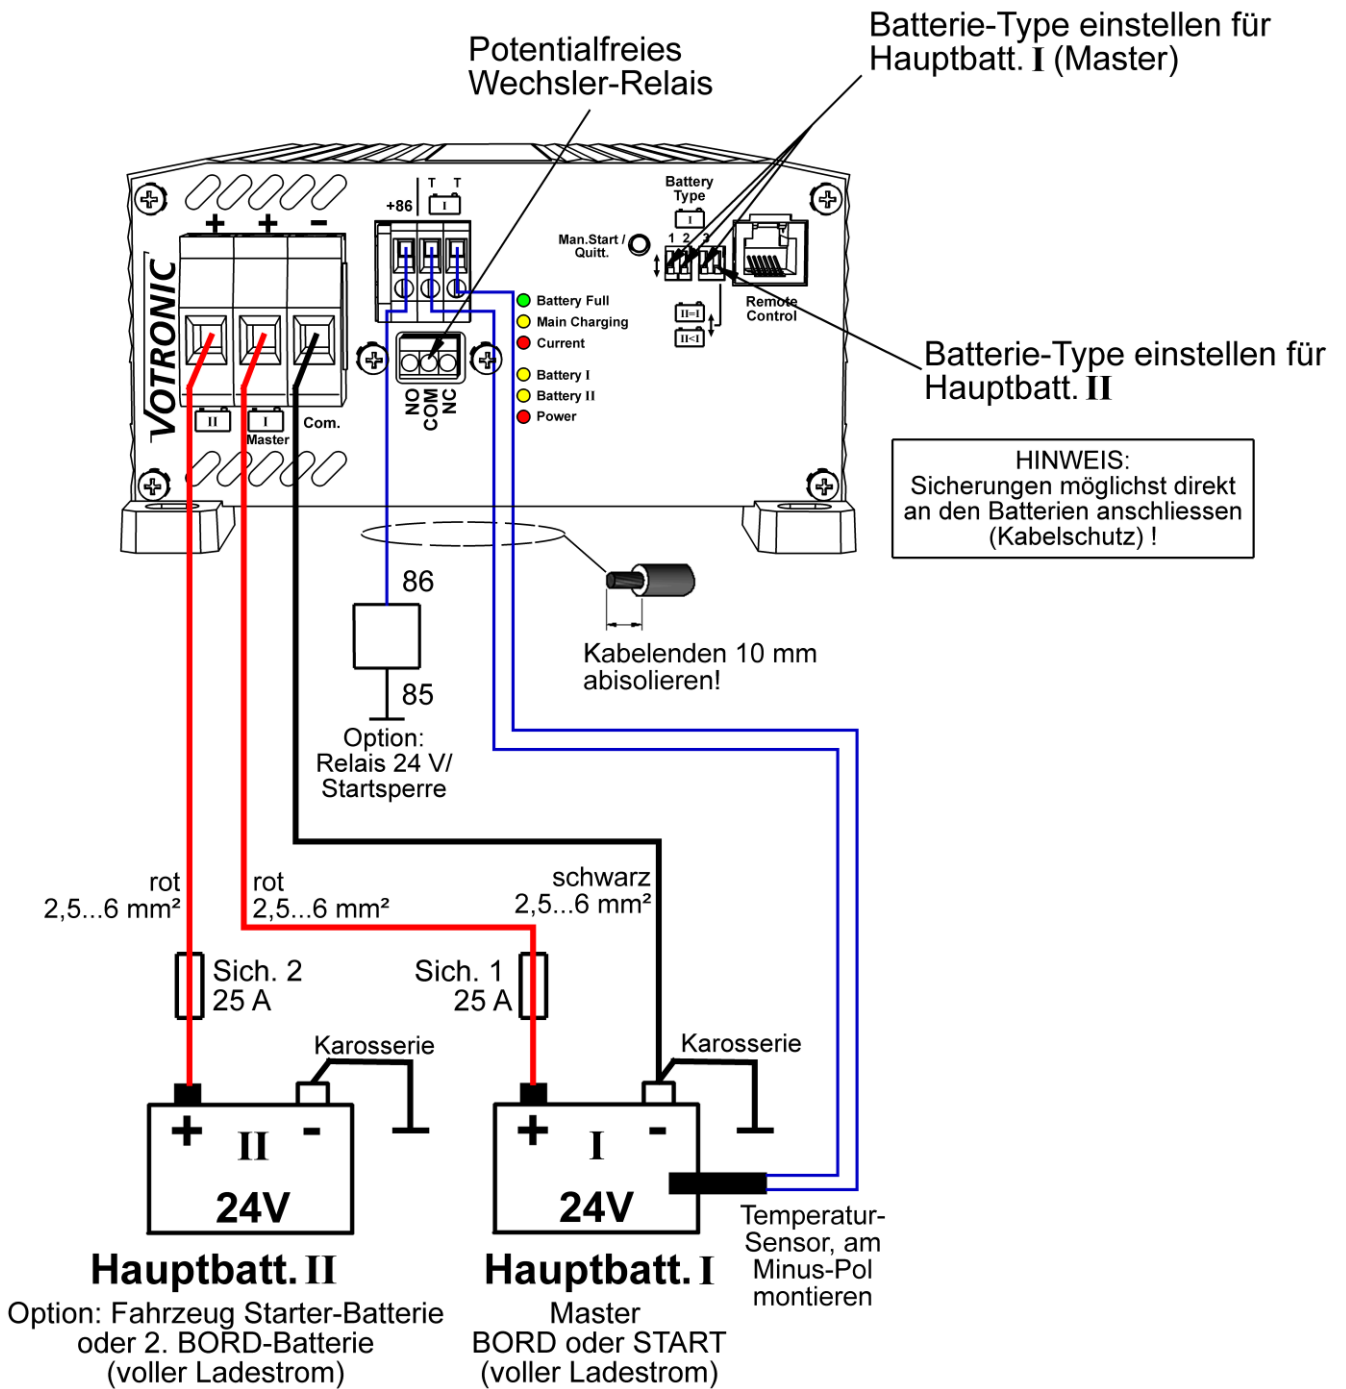 Potentialfreies
Wechsler-Relais
Batterie-Type einstellen für
Hauptbatt. I (Master)
+ + -
VOTRONIC
+86
T T
I
Battery
Type
I
1 2 3
Man.Start /
Quitt.
Remote
Control
II=I
II<I
Battery Full
Main Charging
Current
Battery I
Battery II
Power
NO
COM
NC
II
I
Master
Com.
Batterie-Type einstellen für
Hauptbatt. II
HINWEIS:
Sicherungen möglichst direkt
an den Batterien anschliessen
(Kabelschutz) !
86
85
Option:
Relais 24 V/
Startsperre
Kabelenden 10 mm
abisolieren!
rot
2,5...6 mm²
rot
2,5...6 mm²
schwarz
2,5...6 mm²
Sich. 2
25 A
Sich. 1
25 A
Karosserie
Karosserie
+ II -
24V
+ I -
24V
Temperatur-
Sensor, am
Minus-Pol
montieren
Hauptbatt. II
Option: Fahrzeug Starter-Batterie
oder 2. BORD-Batterie
(voller Ladestrom)
Hauptbatt. I
Master
BORD oder START
(voller Ladestrom)